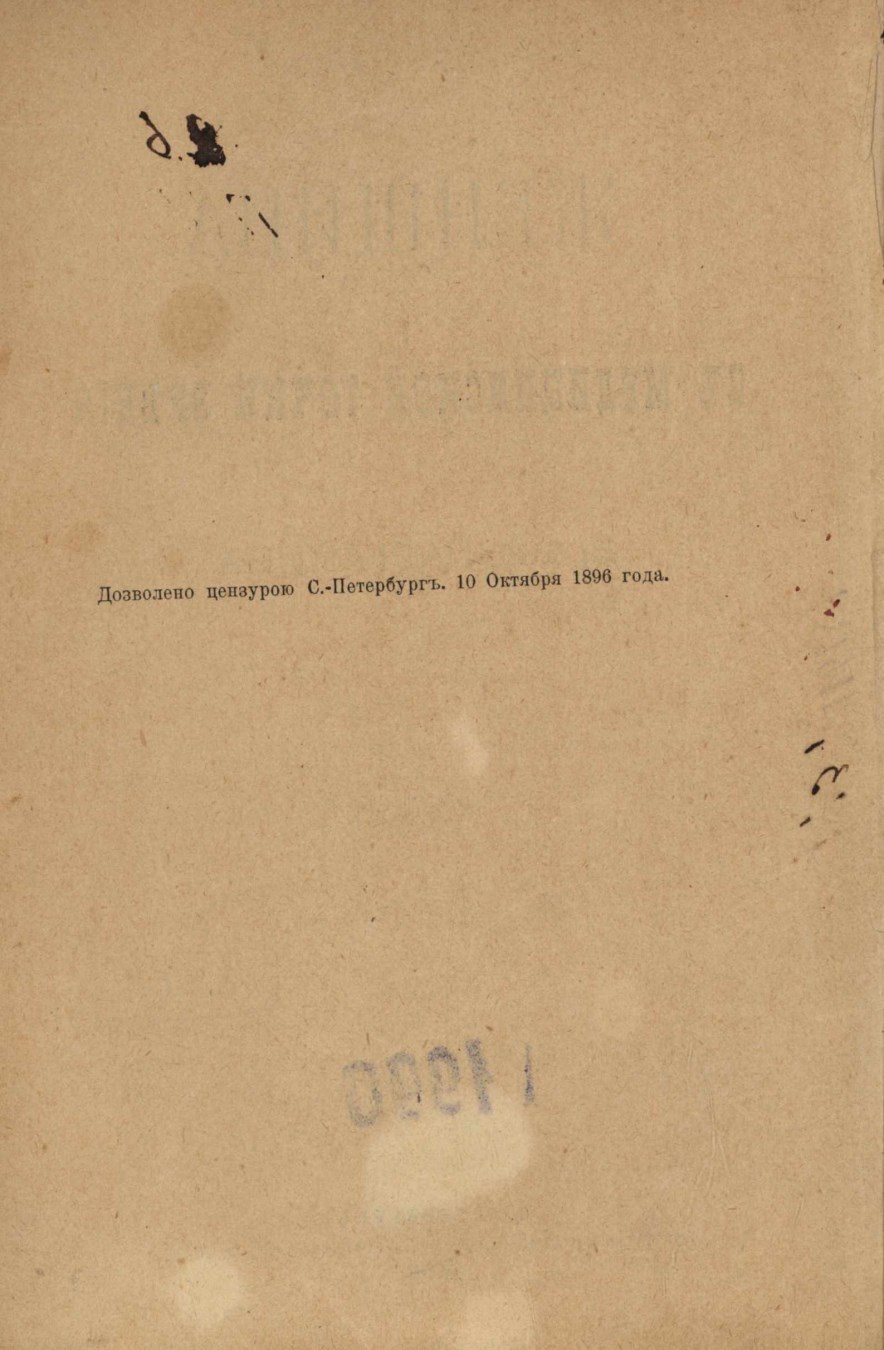 Дозволено цензурою С.-Петербургъ. 10 Октября 1896 года.